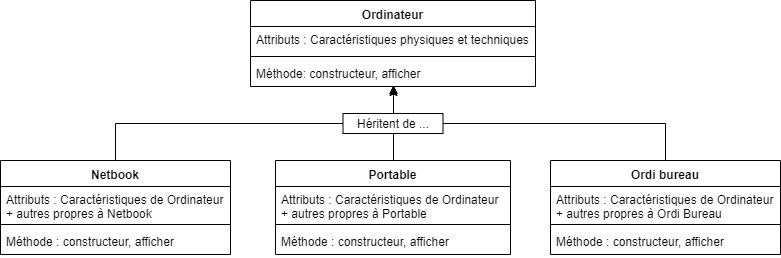 Ordinateur
Attributs : Caractéristiques physiques et techniques
Méthode: constructeur, afficher
Héritent de ...
Netbook
Attributs : Caractéristiques de Ordinateur
+ autres propres à Netbook
Méthode : constructeur, afficher
Portable
Attributs : Caractéristiques de Ordinateur
+ autres propres à Portable
Méthode : constructeur, afficher
Ordi bureau
Attributs : Caractéristiques de Ordinateur
+ autres propres à Ordi Bureau
Méthode : constructeur, afficher